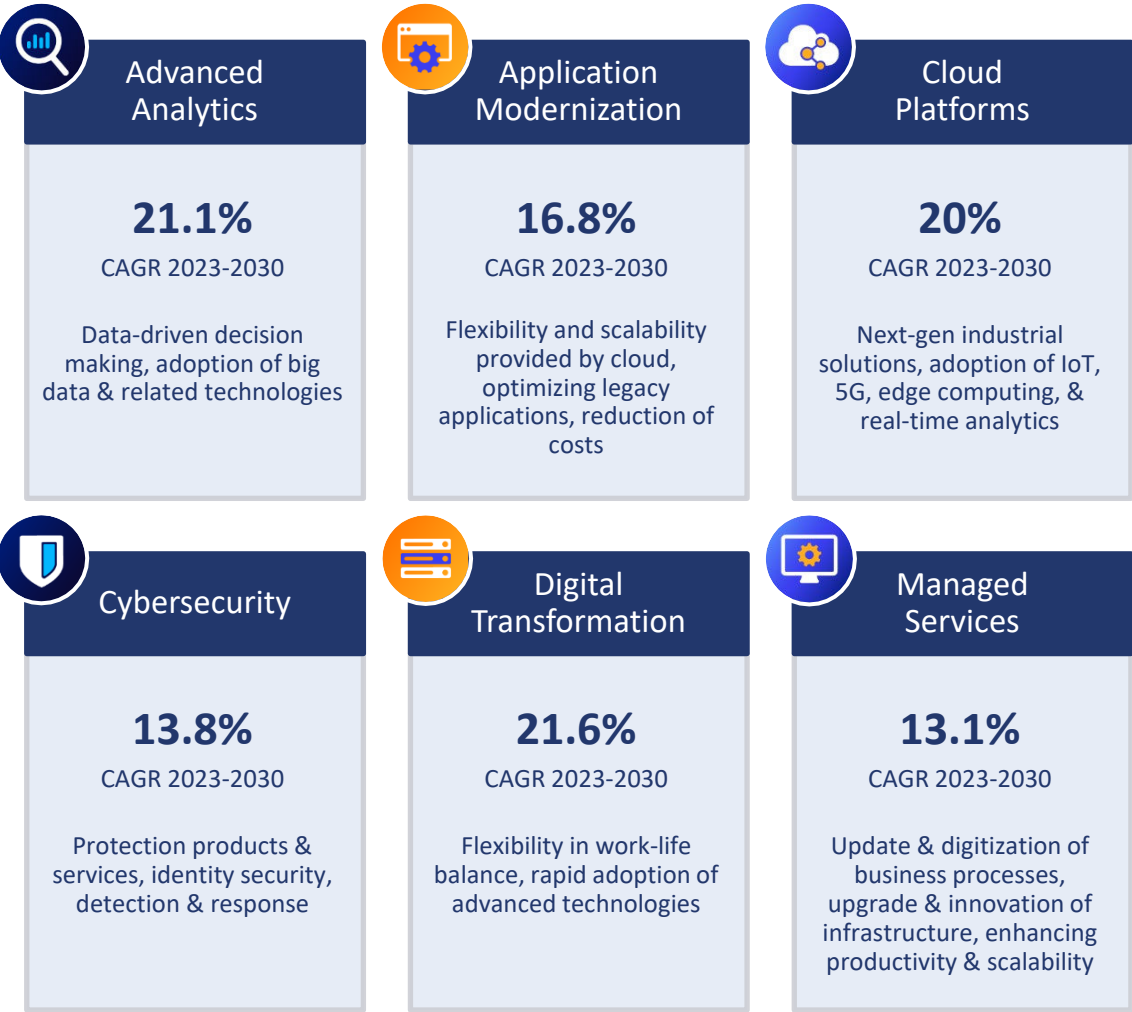 Advanced
Analytics
21.1%
CAGR 2023-2030
Data-driven decision
making, adoption of big
data & related technologies
Application
Modernization
16.8%
CAGR 2023-2030
Flexibility and scalability
provided by cloud,
optimizing legacy
applications, reduction of
costs
Cloud
Platforms
20%
CAGR 2023-2030
Next-gen industrial
solutions, adoption of IoT,
5G, edge computing, &
real-time analytics
Cybersecurity
13.8%
CAGR 2023-2030
Protection products &
services, identity security,
detection & response
Digital
Transformation
21.6%
CAGR 2023-2030
Flexibility in work-life
balance, rapid adoption of
advanced technologies
Managed
Services
13.1%
CAGR 2023-2030
Update & digitization of
business processes,
upgrade & innovation of
infrastructure, enhancing
productivity & scalability